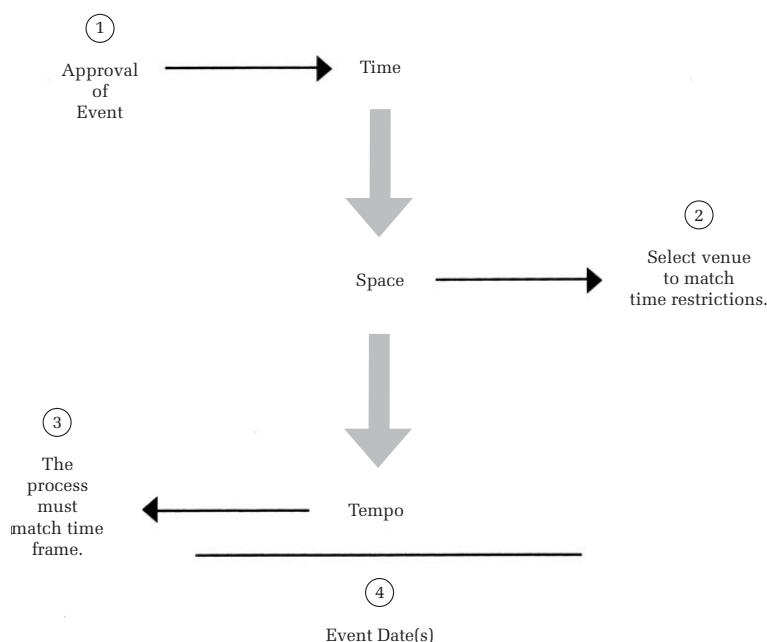 1
Approval
of
Event
Time
2
Space
Select venue
to match
time restrictions.
3
The
process
must
match time
frame.
Tempo
4
Event Date(s)